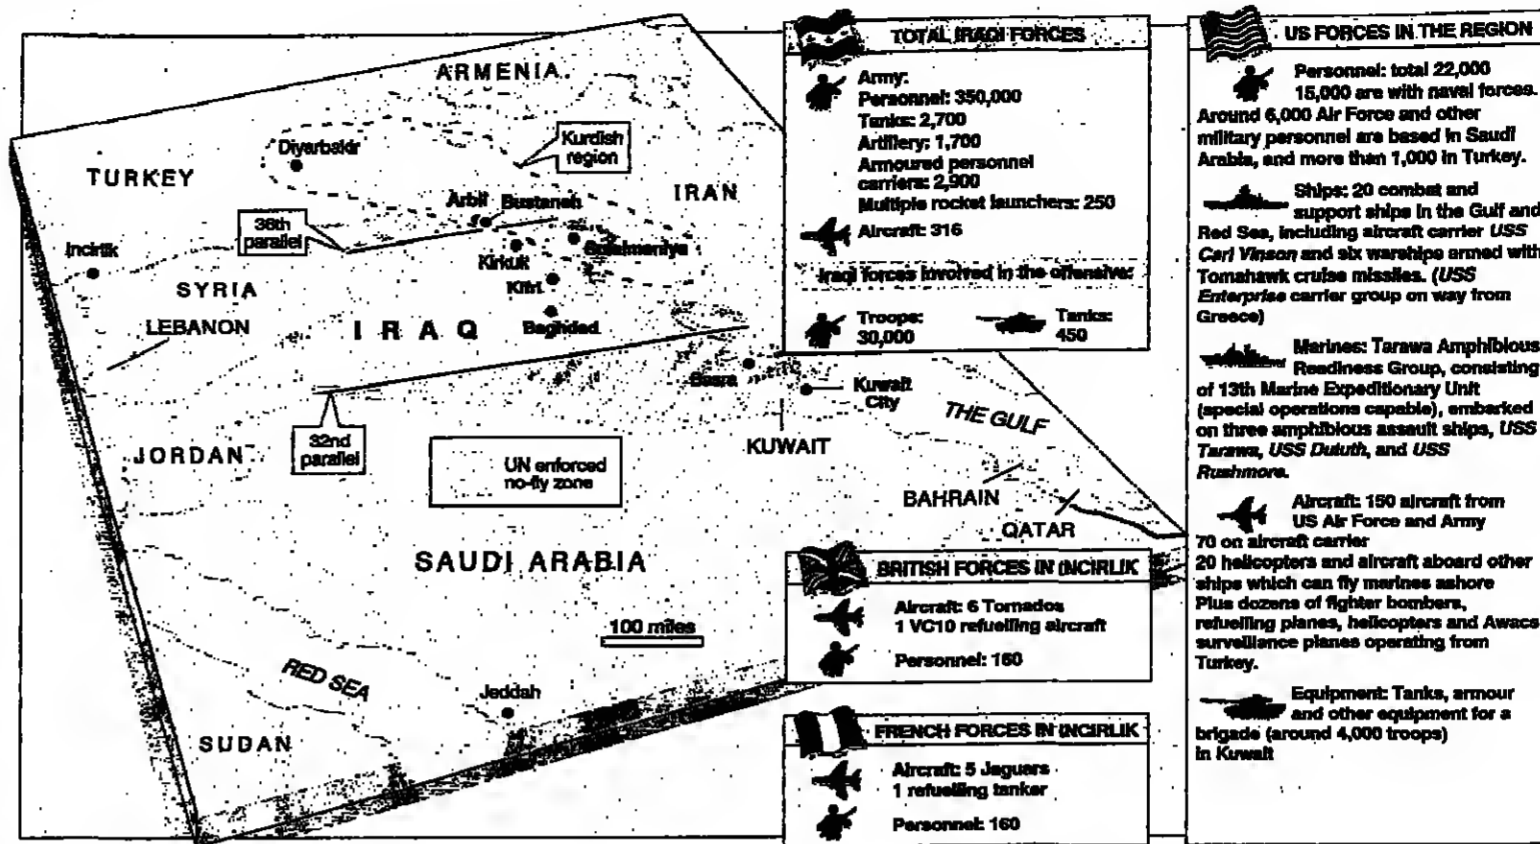 ARMENIA
TURKEY
Diyarbakir
Kurdish
region
IRAN
Arbil
Bustaneh
36th
parallel
Incirlik
Kirkuk
Sulaimaniya
SYRIA
Kifri
LEBANON
IRAQ
Baghdad
Basra
Kuwait
City
THE GULF
32nd
parallel
JORDAN
KUWAIT
UN enforced
no-fly zone
BAHRAIN
QATAR
SAUDI ARABIA
100 miles
RED SEA
Jeddah
SUDAN
TOTAL IRAQI FORCES
Army:
Personnel: 350,000
Tanks: 2,700
Artillery: 1,700
Armoured personnel
carriers: 2,900
Multiple rocket launchers: 250
Aircraft: 316
Iraqi forces involved in the offensive:
Troops:
30,000
Tanks:
450
BRITISH FORCES IN INCIRLIK
Aircraft: 6 Tornados
1 VC10 refuelling aircraft
Personnel: 160
FRENCH FORCES IN INCIRLIK
Aircraft: 5 Jaguars
1 refuelling tanker
Personnel: 160
US FORCES IN THE REGION
Personnel: total 22,000
15,000 are with naval forces.
Around 6,000 Air Force and other
military personnel are based in Saudi
Arabia, and more than 1,000 in Turkey.
Ships: 20 combat and
support ships in the Gulf and
Red Sea, including aircraft carrier USS
Carl Vinson and six warships armed with
Tomahawk cruise missiles. (USS
Enterprise carrier group on way from
Greece)
Marines: Tarawa Amphibious
Readiness Group, consisting
of 13th Marine Expeditionary Unit
(special operations capable), embarked
on three amphibious assault ships, USS
Tarawa, USS Duluth, and USS
Rushmore.
Aircraft: 150 aircraft from
US Air Force and Army
70 on aircraft carrier
20 helicopters and aircraft aboard other
ships which can fly marines ashore
Plus dozens of fighter bombers,
refuelling planes, helicopters and Awacs
surveillance planes operating from
Turkey.
Equipment: Tanks, armour
and other equipment for a
brigade (around 4,000 troops)
in Kuwait